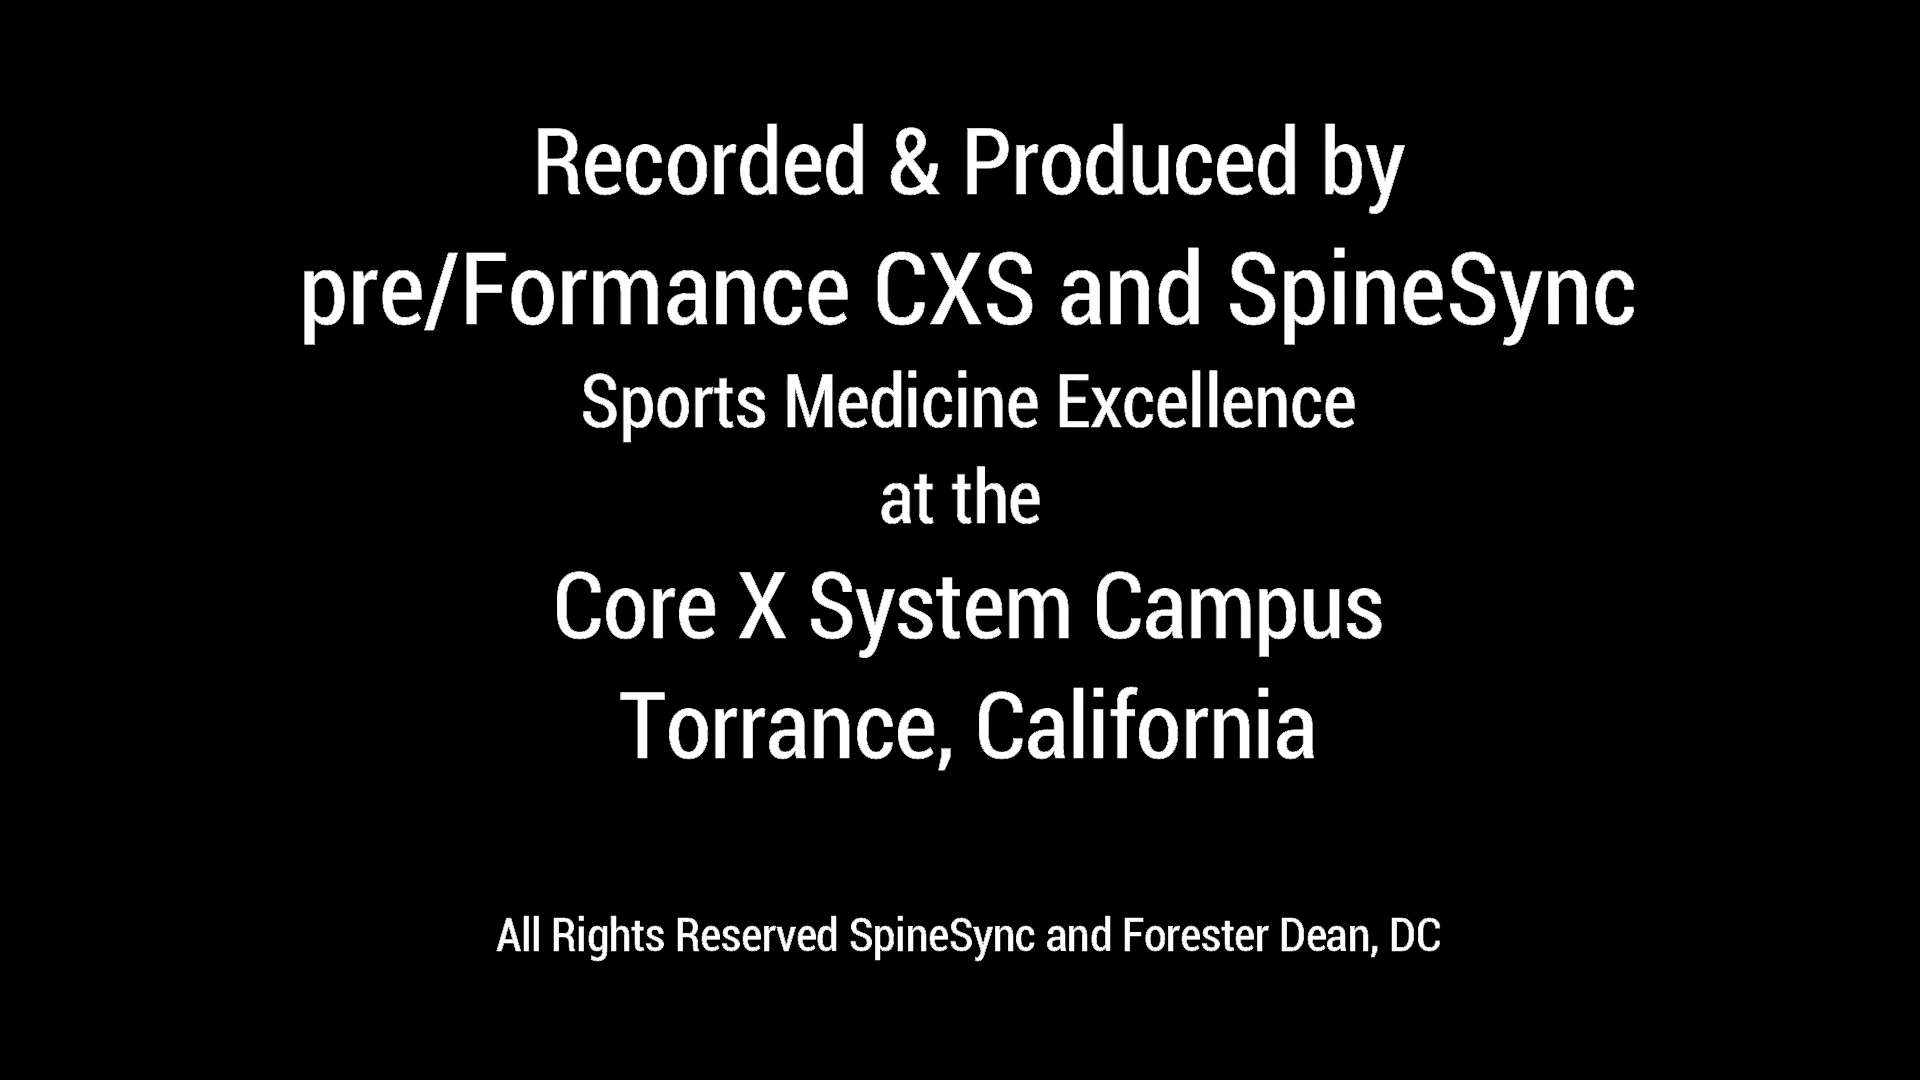 Recorded & Produced by
pre/Formance CXS and SpineSync
Sports Medicine Excellence
at the
Core X System Campus
Torrance, California
All Rights Reserved SpineSync and Forester Dean, DC